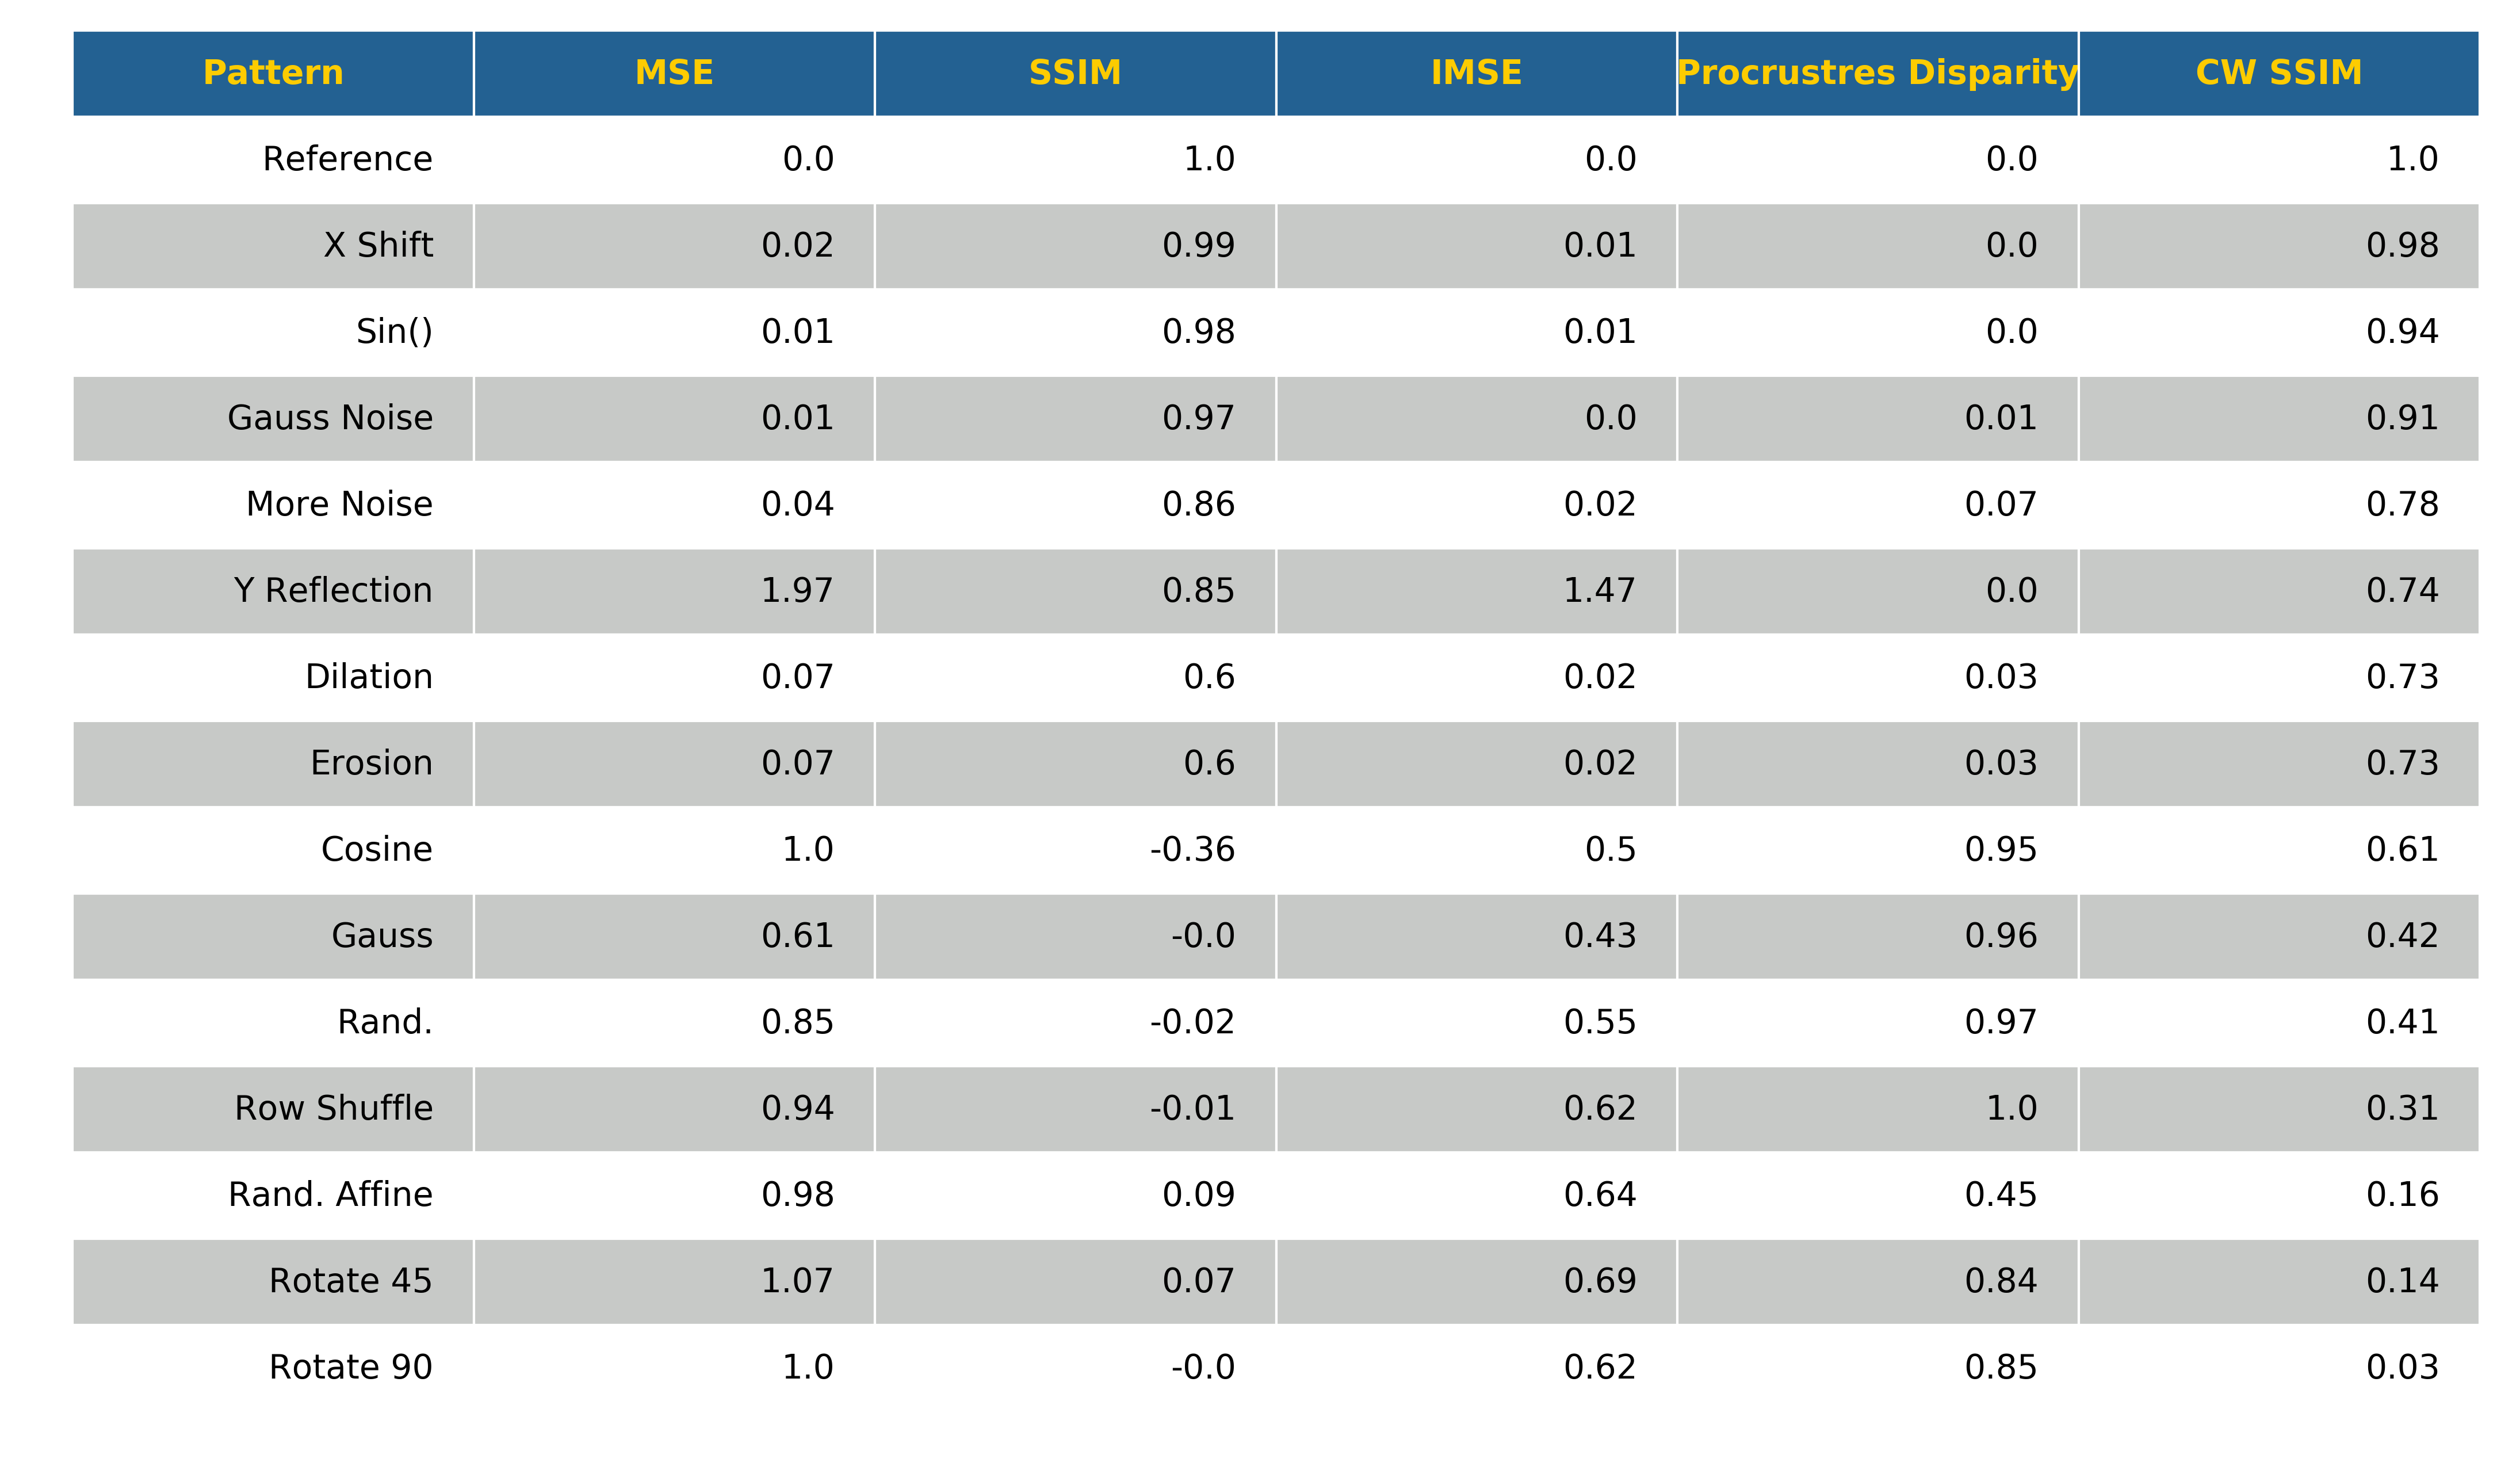 Pattern MSE SSIM IMSE Procrustres Disparity CW SSIM
Reference 0.0 1.0 0.0 0.0 1.0
X Shift 0.02 0.99 0.01 0.0 0.98
Sin() 0.01 0.98 0.01 0.0 0.94
Gauss Noise 0.01 0.97 0.0 0.01 0.91
More Noise 0.04 0.86 0.02 0.07 0.78
Y Reflection 1.97 0.85 1.47 0.0 0.74
Dilation 0.07 0.6 0.02 0.03 0.73
Erosion 0.07 0.6 0.02 0.03 0.73
Cosine 1.0 -0.36 0.5 0.95 0.61
Gauss 0.61 -0.0 0.43 0.96 0.42
Rand. 0.85 -0.02 0.55 0.97 0.41
Row Shuffle 0.94 -0.01 0.62 1.0 0.31
Rand. Affine 0.98 0.09 0.64 0.45 0.16
Rotate 45 1.07 0.07 0.69 0.84 0.14
Rotate 90 1.0 -0.0 0.62 0.85 0.03